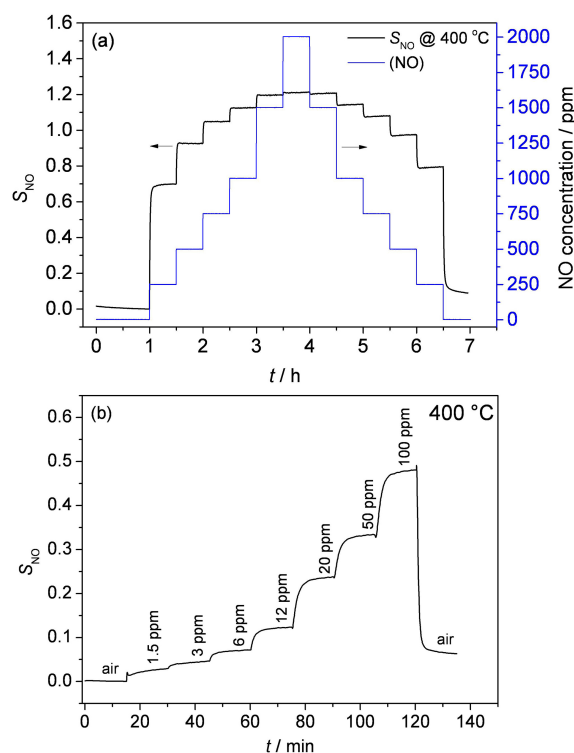 (a)
S_NO @ 400 °C
(NO)
1.6
1.4
1.2
1.0
0.8
0.6
0.4
0.2
0.0
S_NO
2000
1750
1500
1250
1000
750
500
250
0
NO concentration / ppm
0 1 2 3 4 5 6 7
t / h
(b)
400 °C
0.6
0.5
0.4
0.3
0.2
0.1
0.0
S_NO
air
1.5 ppm
3 ppm
6 ppm
12 ppm
20 ppm
50 ppm
100 ppm
air
0 20 40 60 80 100 120 140
t / min